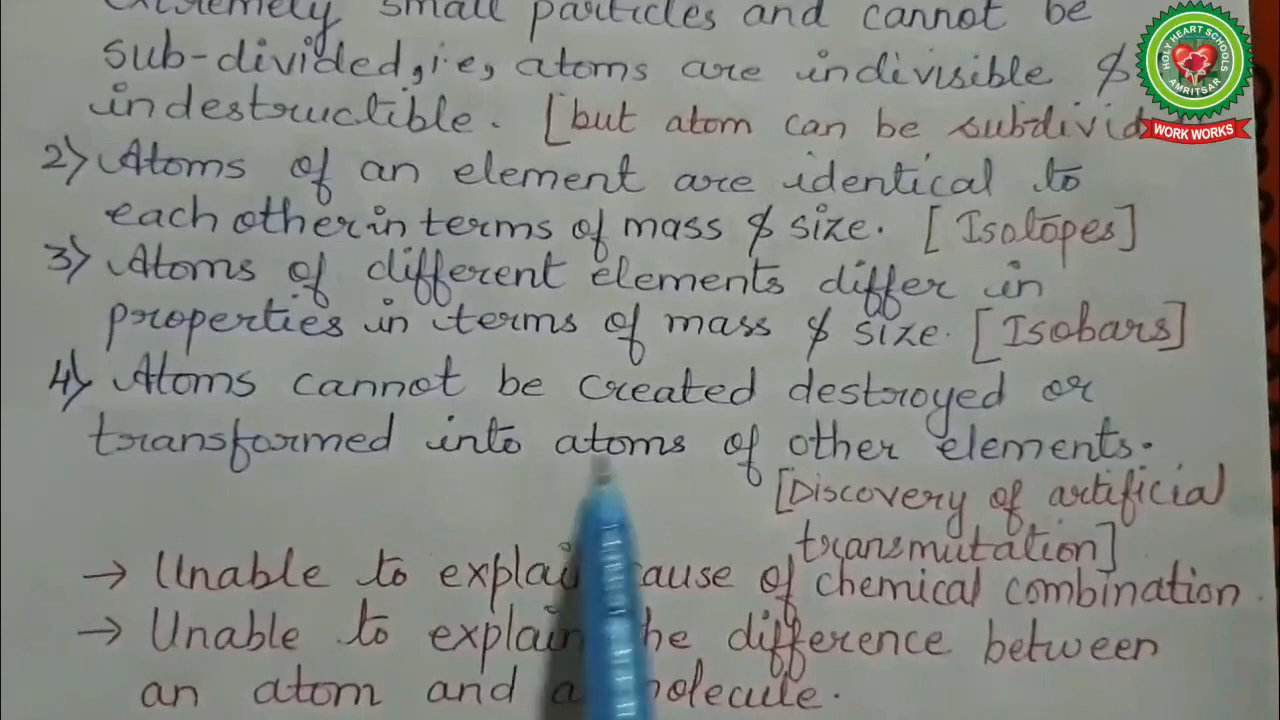 extremely small particles and cannot be
sub-divided, i.e, atoms are indivisible &
indestructible. [but atom can be subdivid
2) Atoms of an element are identical to
each other in terms of mass & size. [Isotopes]
3) Atoms of different elements differ in
properties in terms of mass & size. [Isobars]
4) Atoms cannot be created destroyed or
transformed into atoms of other elements.
[Discovery of artificial
transmutation]
→ Unable to explain cause of chemical combination.
→ Unable to explain the difference between
an atom and a molecule.
HOLY HEART SCHOOLS
AMRITSAR
WORK WORKS